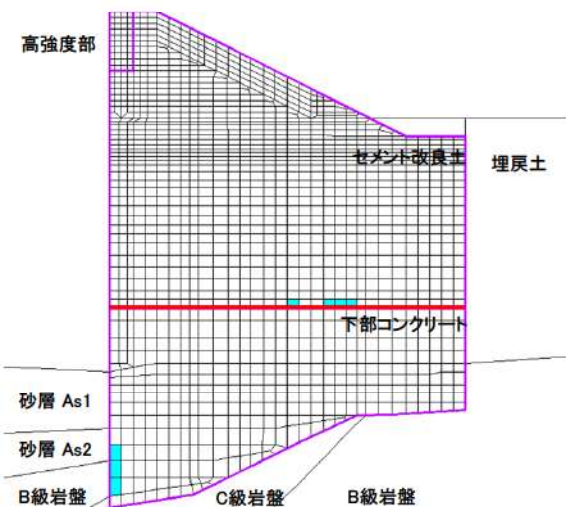 高強度部
セメント改良土
埋戻土
下部コンクリート
砂層 As1
砂層 As2
B級岩盤
C級岩盤
B級岩盤